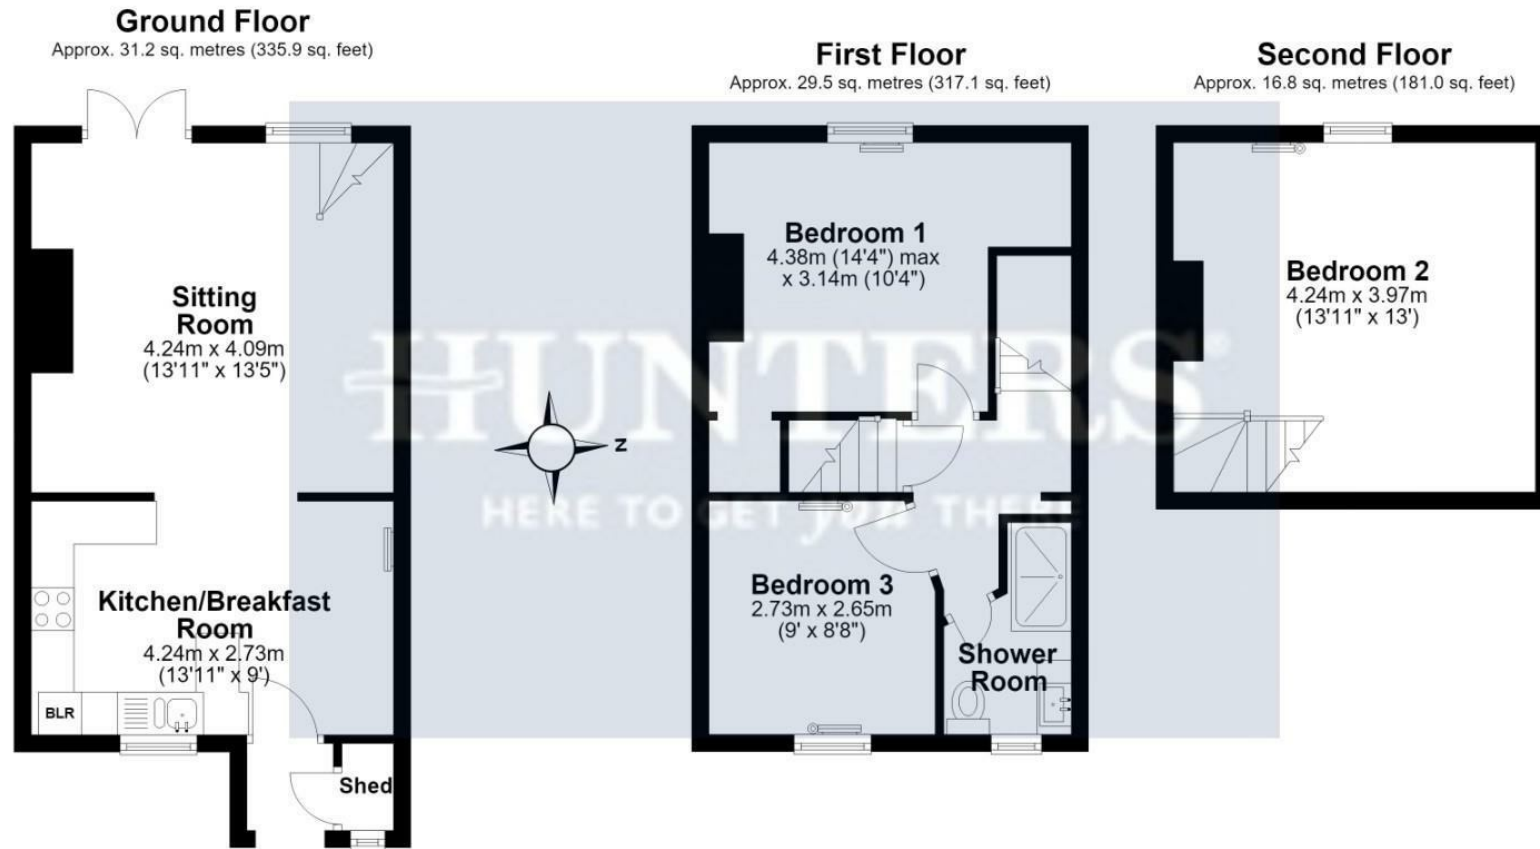 Ground Floor
Approx. 31.2 sq. metres (335.9 sq. feet)
Sitting
Room
4.24m x 4.09m
(13'11" x 13'5")
Kitchen/Breakfast
Room
4.24m x 2.73m
(13'11" x 9')
BLR
Shed
First Floor
Approx. 29.5 sq. metres (317.1 sq. feet)
Bedroom 1
4.38m (14'4") max
x 3.14m (10'4")
Bedroom 3
2.73m x 2.65m
(9' x 8'8")
Shower
Room
Second Floor
Approx. 16.8 sq. metres (181.0 sq. feet)
Bedroom 2
4.24m x 3.97m
(13'11" x 13')
N
HUNTERS®
HERE TO GET you THERE